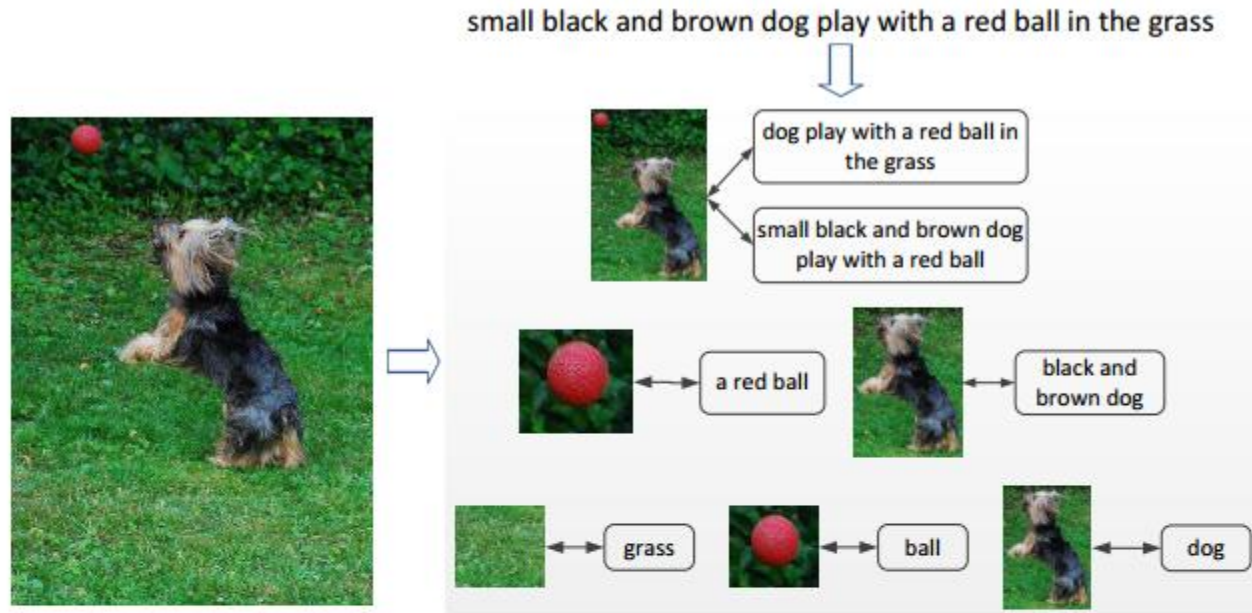 small black and brown dog play with a red ball in the grass
dog play with a red ball in
the grass
small black and brown dog
play with a red ball
a red ball
black and
brown dog
grass
ball
dog